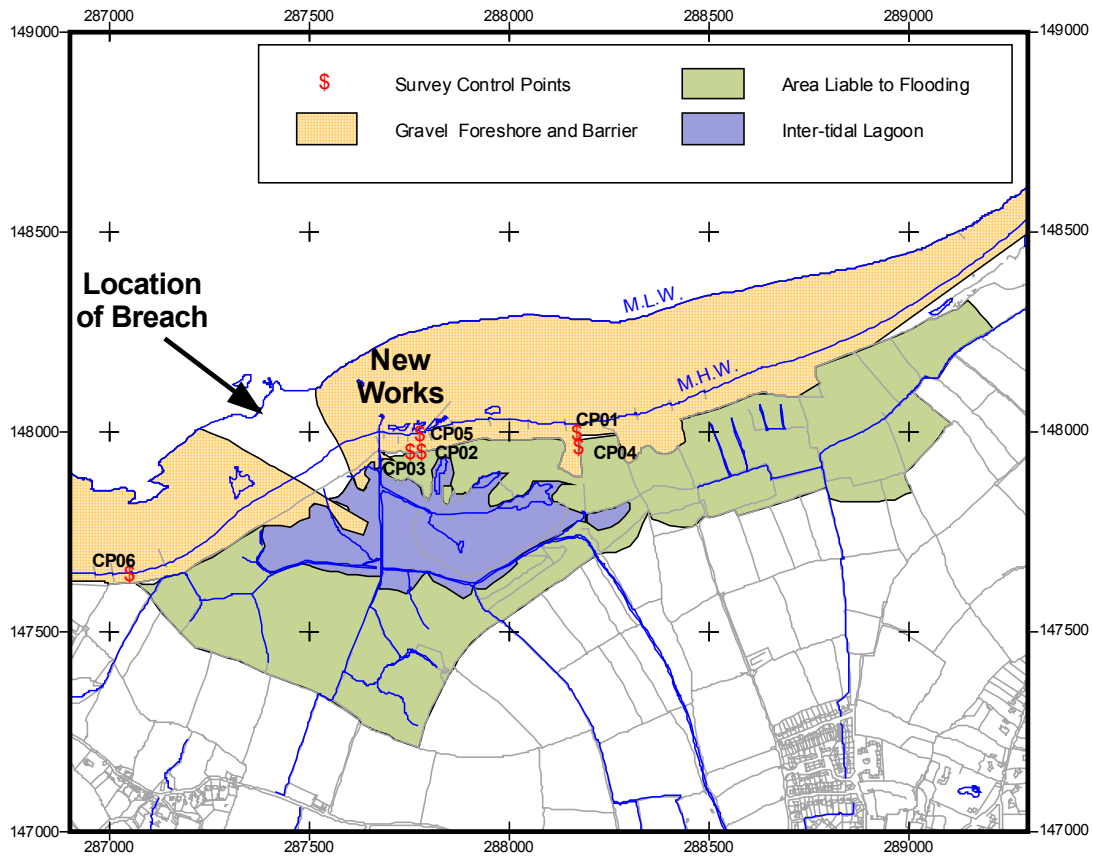 287000 287500 288000 288500 289000
149000 149000
$ Survey Control Points Area Liable to Flooding
Gravel Foreshore and Barrier Inter-tidal Lagoon
148500 148500
Location
of Breach
M.L.W.
New
Works
M.H.W.
CP01
148000 CP05 148000
CP02 CP04
CP03
CP06
147500 147500
147000 147000
287000 287500 288000 288500 289000
$
$
$ $
$
$